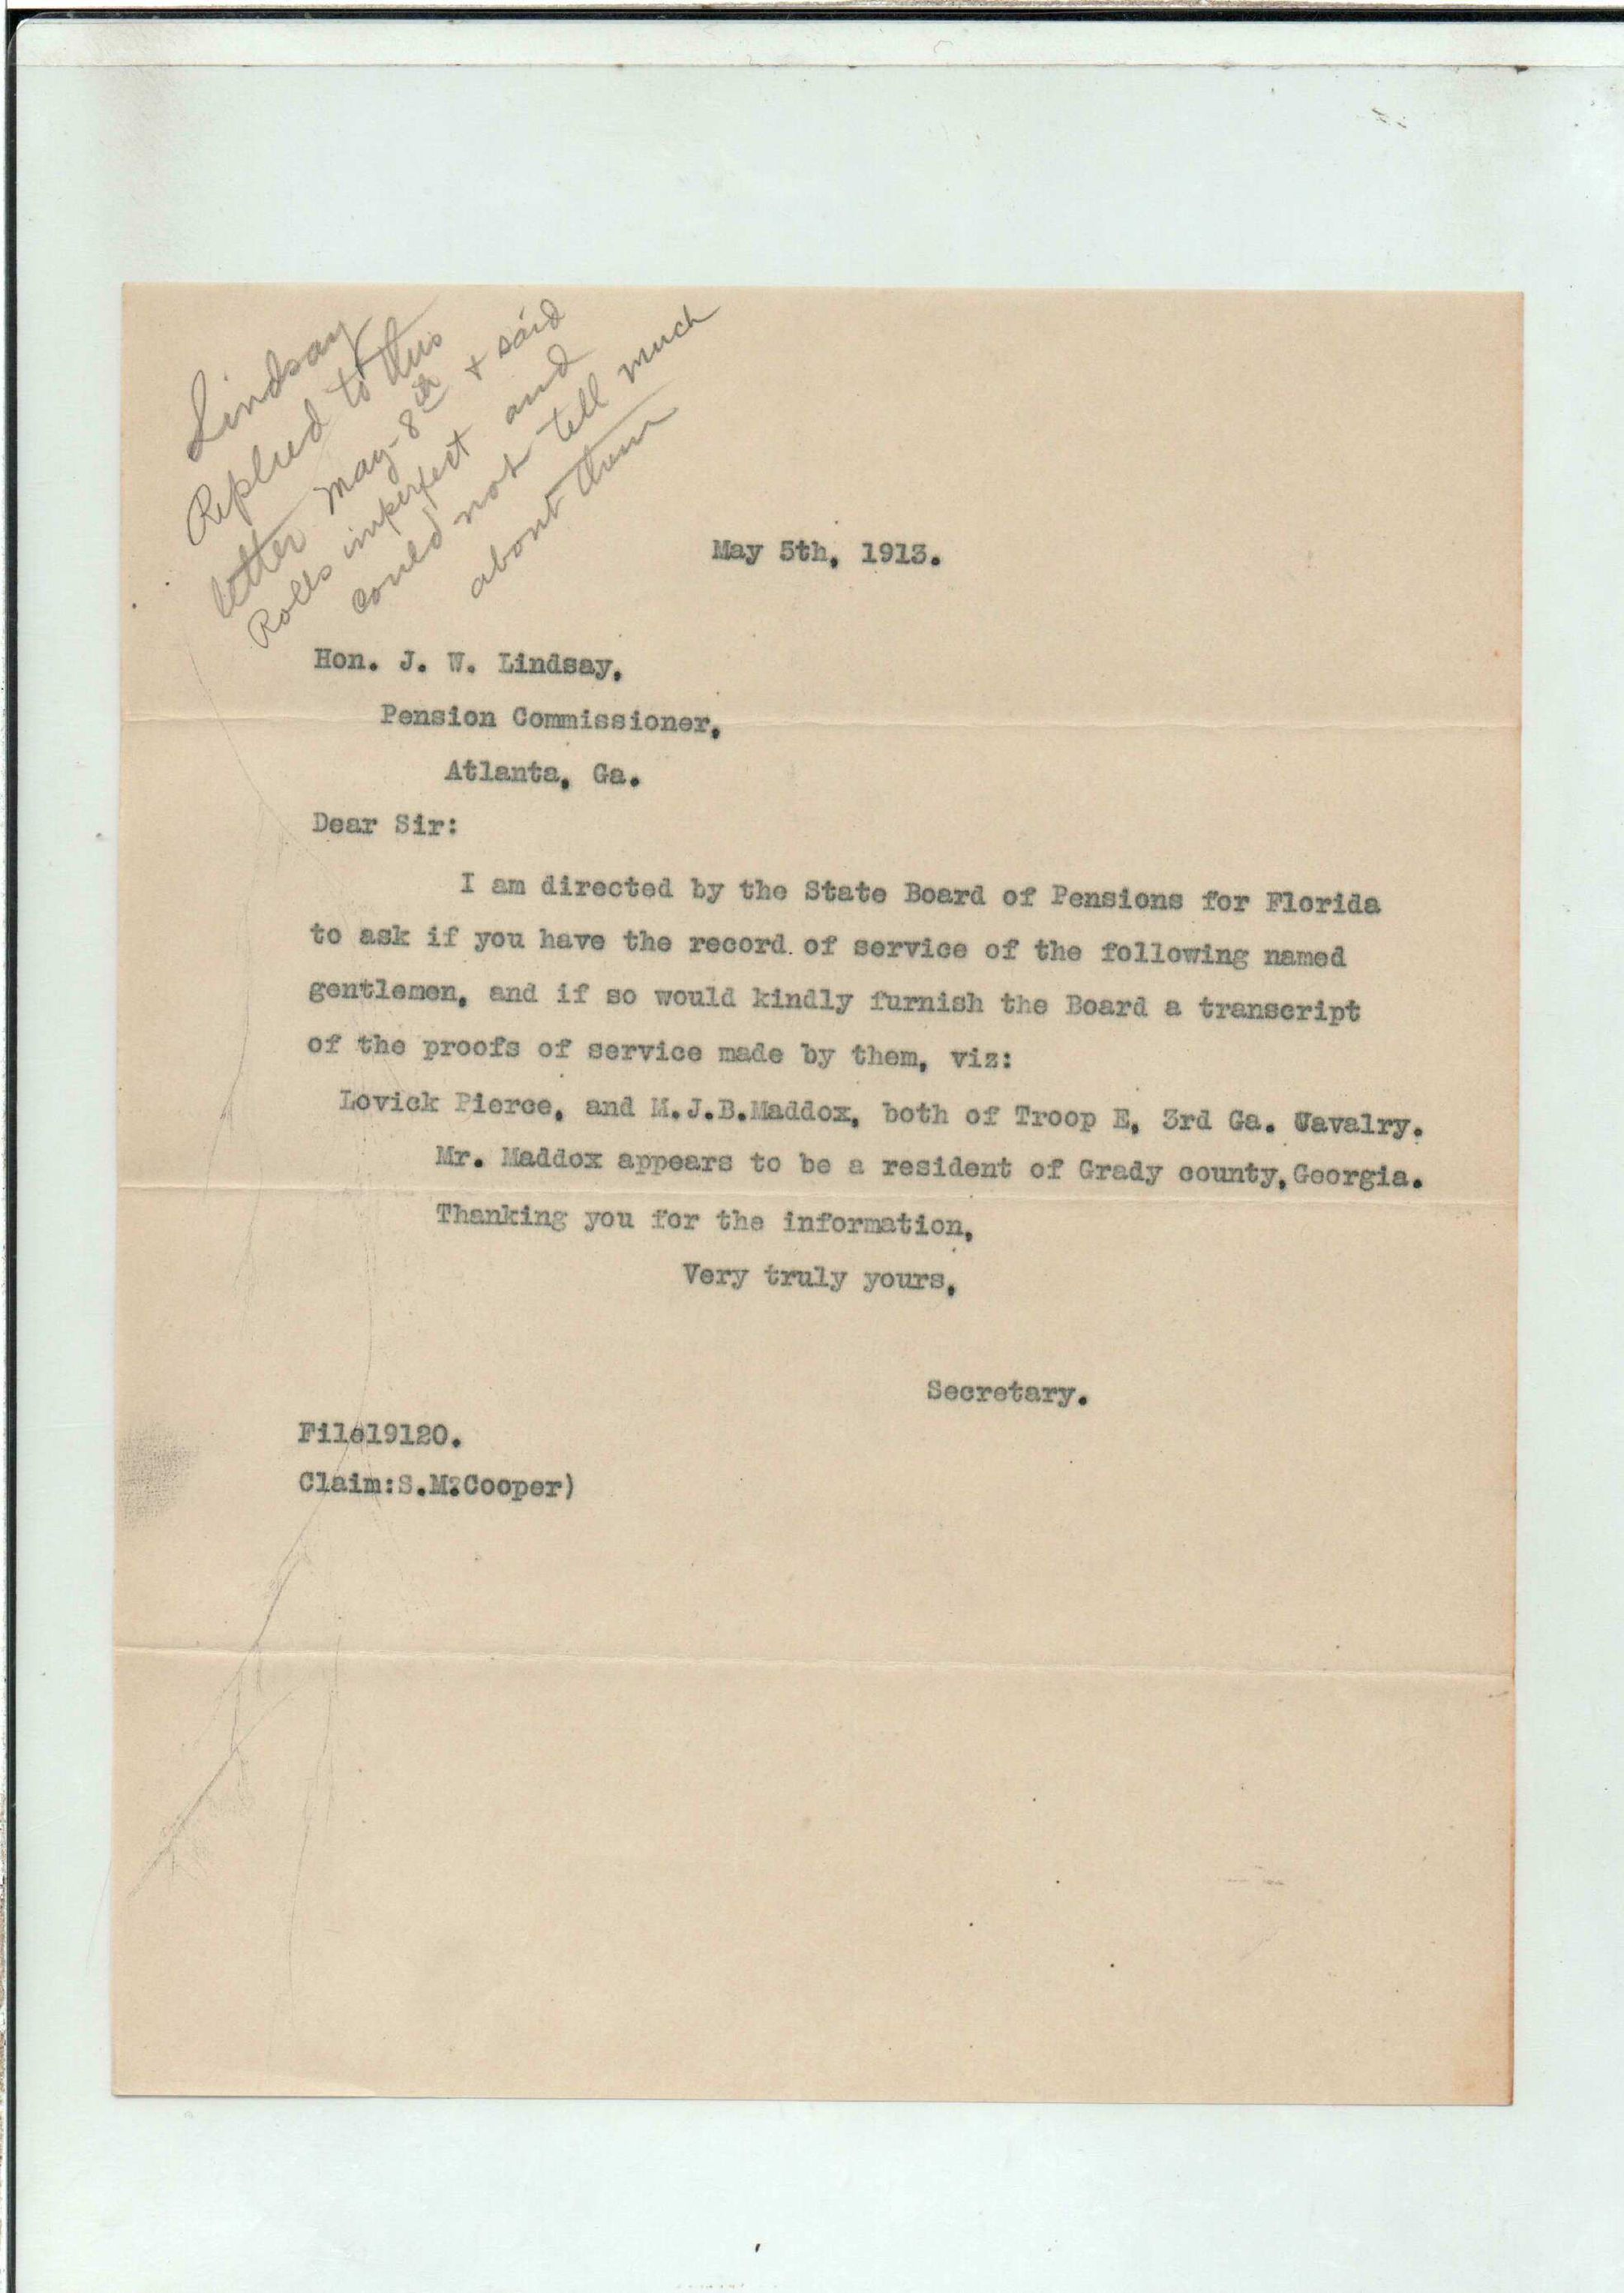 Lindsay
Replied to this
letter May-8th & said
Rolls imperfect and
could not tell much
about them
May 5th, 1913.
Hon. J. W. Lindsay,
Pension Commissioner,
Atlanta, Ga.
Dear Sir:
I am directed by the State Board of Pensions for Florida
to ask if you have the record of service of the following named
gentlemen, and if so would kindly furnish the Board a transcript
of the proofs of service made by them, viz:
Lovick Pierce, and M.J.B.Maddox, both of Troop E, 3rd Ga. Cavalry.
Mr. Maddox appears to be a resident of Grady county,Georgia.
Thanking you for the information,
Very truly yours,
Secretary.
File19120.
Claim:S.M.Cooper)